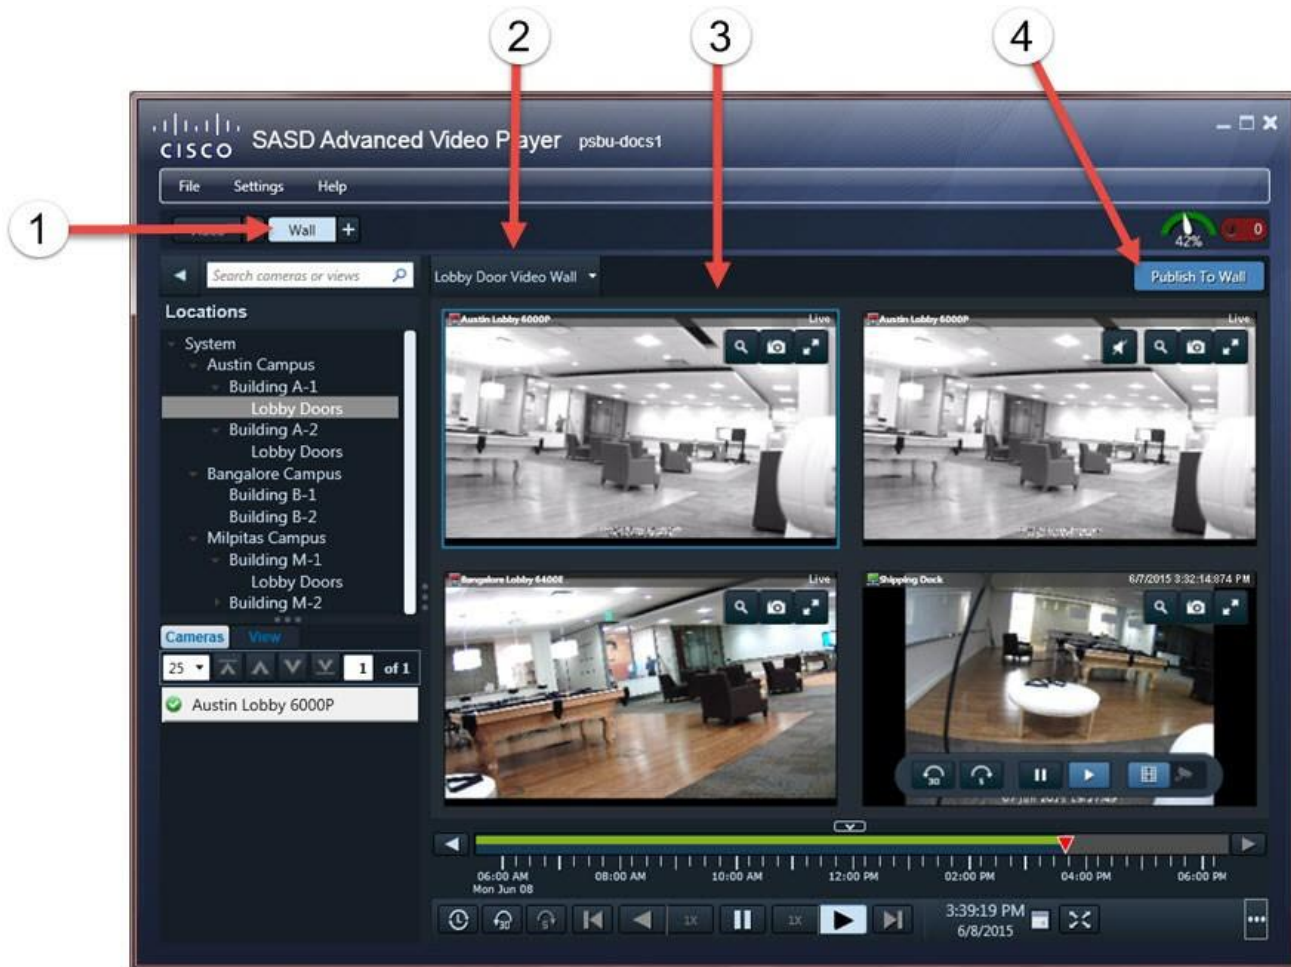 2
3
4
CISCO SASD Advanced Video Player psbu-docs1
File Settings Help
1
Wall +
42%
0
Search cameras or views
Lobby Door Video Wall
Publish To Wall
Locations
System
Austin Campus
Building A-1
Lobby Doors
Building A-2
Lobby Doors
Bangalore Campus
Building B-1
Building B-2
Milpitas Campus
Building M-1
Lobby Doors
Building M-2
Austin Lobby 6000P Live
Austin Lobby 6000P Live
Bangalore Lobby 6400E Live
Shipping Dock 6/7/2015 3:32:14:874 PM
30 5
Cameras View
25 1 of 1
Austin Lobby 6000P
06:00 AM 08:00 AM 10:00 AM 12:00 PM 02:00 PM 04:00 PM 06:00 PM
Mon Jun 08
30 5 1X 1X
3:39:19 PM
6/8/2015